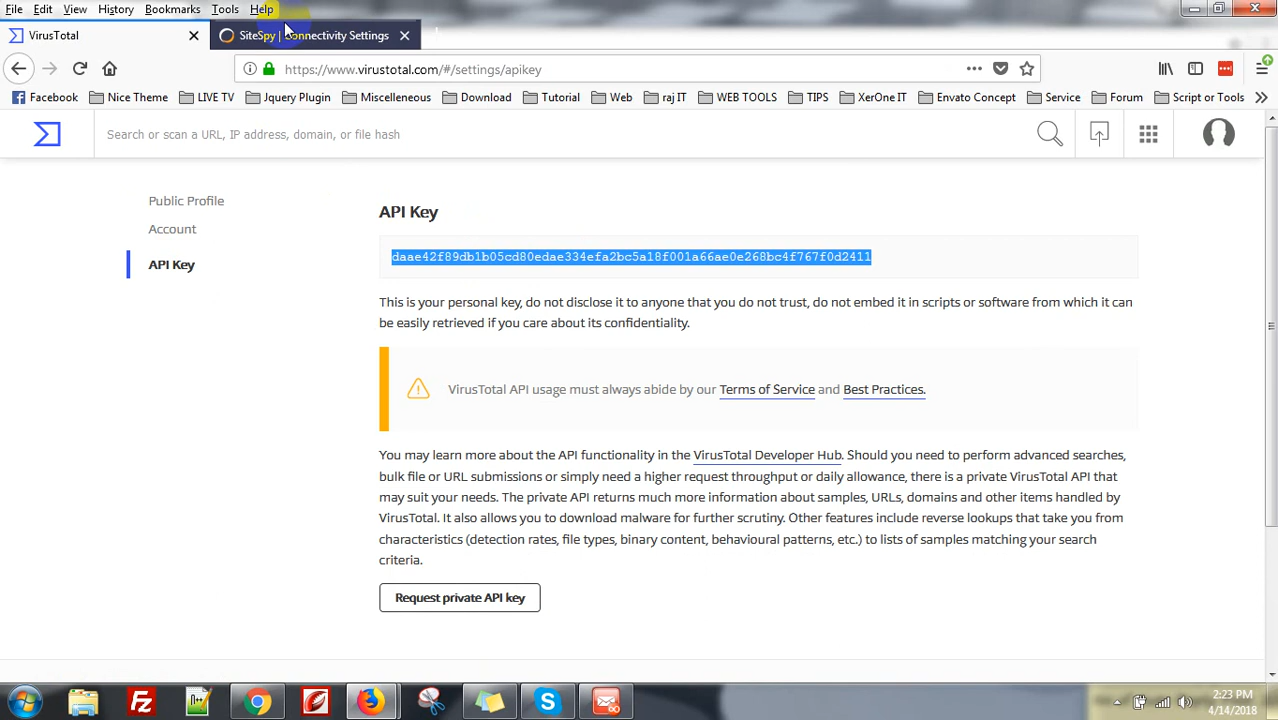 File Edit View History Bookmarks Tools Help
VirusTotal
SiteSpy | Connectivity Settings
https://www.virustotal.com/#/settings/apikey
Facebook Nice Theme LIVE TV Jquery Plugin Miscelleneous Download Tutorial Web raj IT WEB TOOLS TIPS XerOne IT Envato Concept Service Forum Script or Tools
Search or scan a URL, IP address, domain, or file hash
Public Profile
Account
API Key
API Key
daae42f89db1b05cd80edae334efa2bc5a18f001a66ae0e268bc4f767f0d2411
This is your personal key, do not disclose it to anyone that you do not trust, do not embed it in scripts or software from which it can
be easily retrieved if you care about its confidentiality.
VirusTotal API usage must always abide by our Terms of Service and Best Practices.
You may learn more about the API functionality in the VirusTotal Developer Hub. Should you need to perform advanced searches,
bulk file or URL submissions or simply need a higher request throughput or daily allowance, there is a private VirusTotal API that
may suit your needs. The private API returns much more information about samples, URLs, domains and other items handled by
VirusTotal. It also allows you to download malware for further scrutiny. Other features include reverse lookups that take you from
characteristics (detection rates, file types, binary content, behavioural patterns, etc.) to lists of samples matching your search
criteria.
Request private API key
2:23 PM
4/14/2018